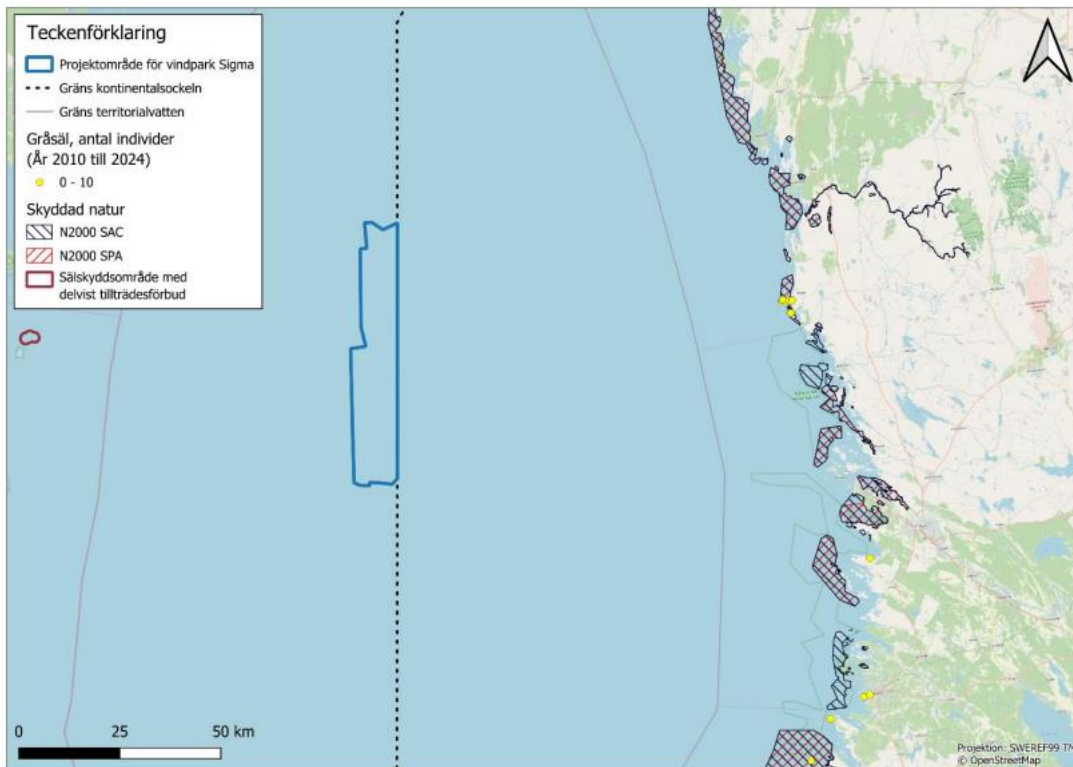 Teckenförklaring
Projektområde för vindpark Sigma
Gräns kontinentalsockeln
Gräns territorialvatten
Gråsäl, antal individer
(År 2010 till 2024)
0 - 10
Skyddad natur
N2000 SAC
N2000 SPA
Sälskyddsområde med
delvist tillträdesförbud
0
25
50 km
Projektion: SWEREF99 TM
© OpenStreetMap